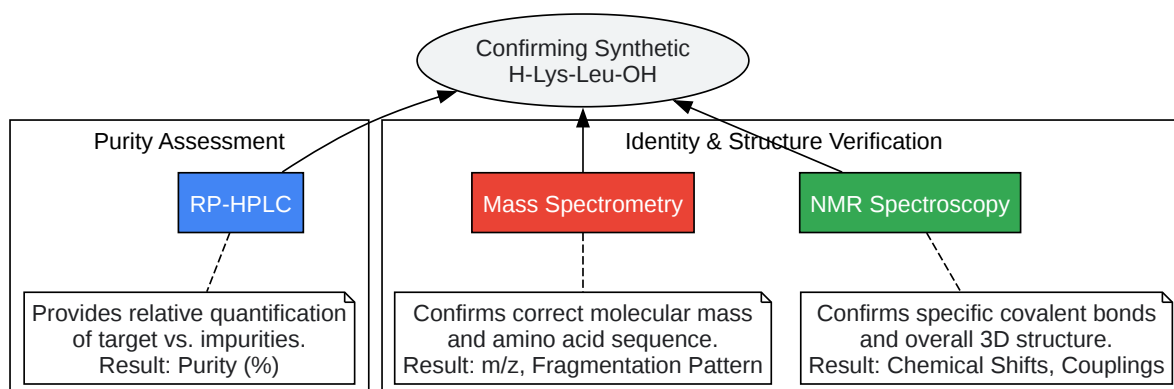 Confirming Synthetic
H-Lys-Leu-OH
Purity Assessment
Identity & Structure Verification
RP-HPLC
Mass Spectrometry
NMR Spectroscopy
Provides relative quantification
of target vs. impurities.
Result: Purity (%)
Confirms correct molecular mass
and amino acid sequence.
Result: m/z, Fragmentation Pattern
Confirms specific covalent bonds
and overall 3D structure.
Result: Chemical Shifts, Couplings